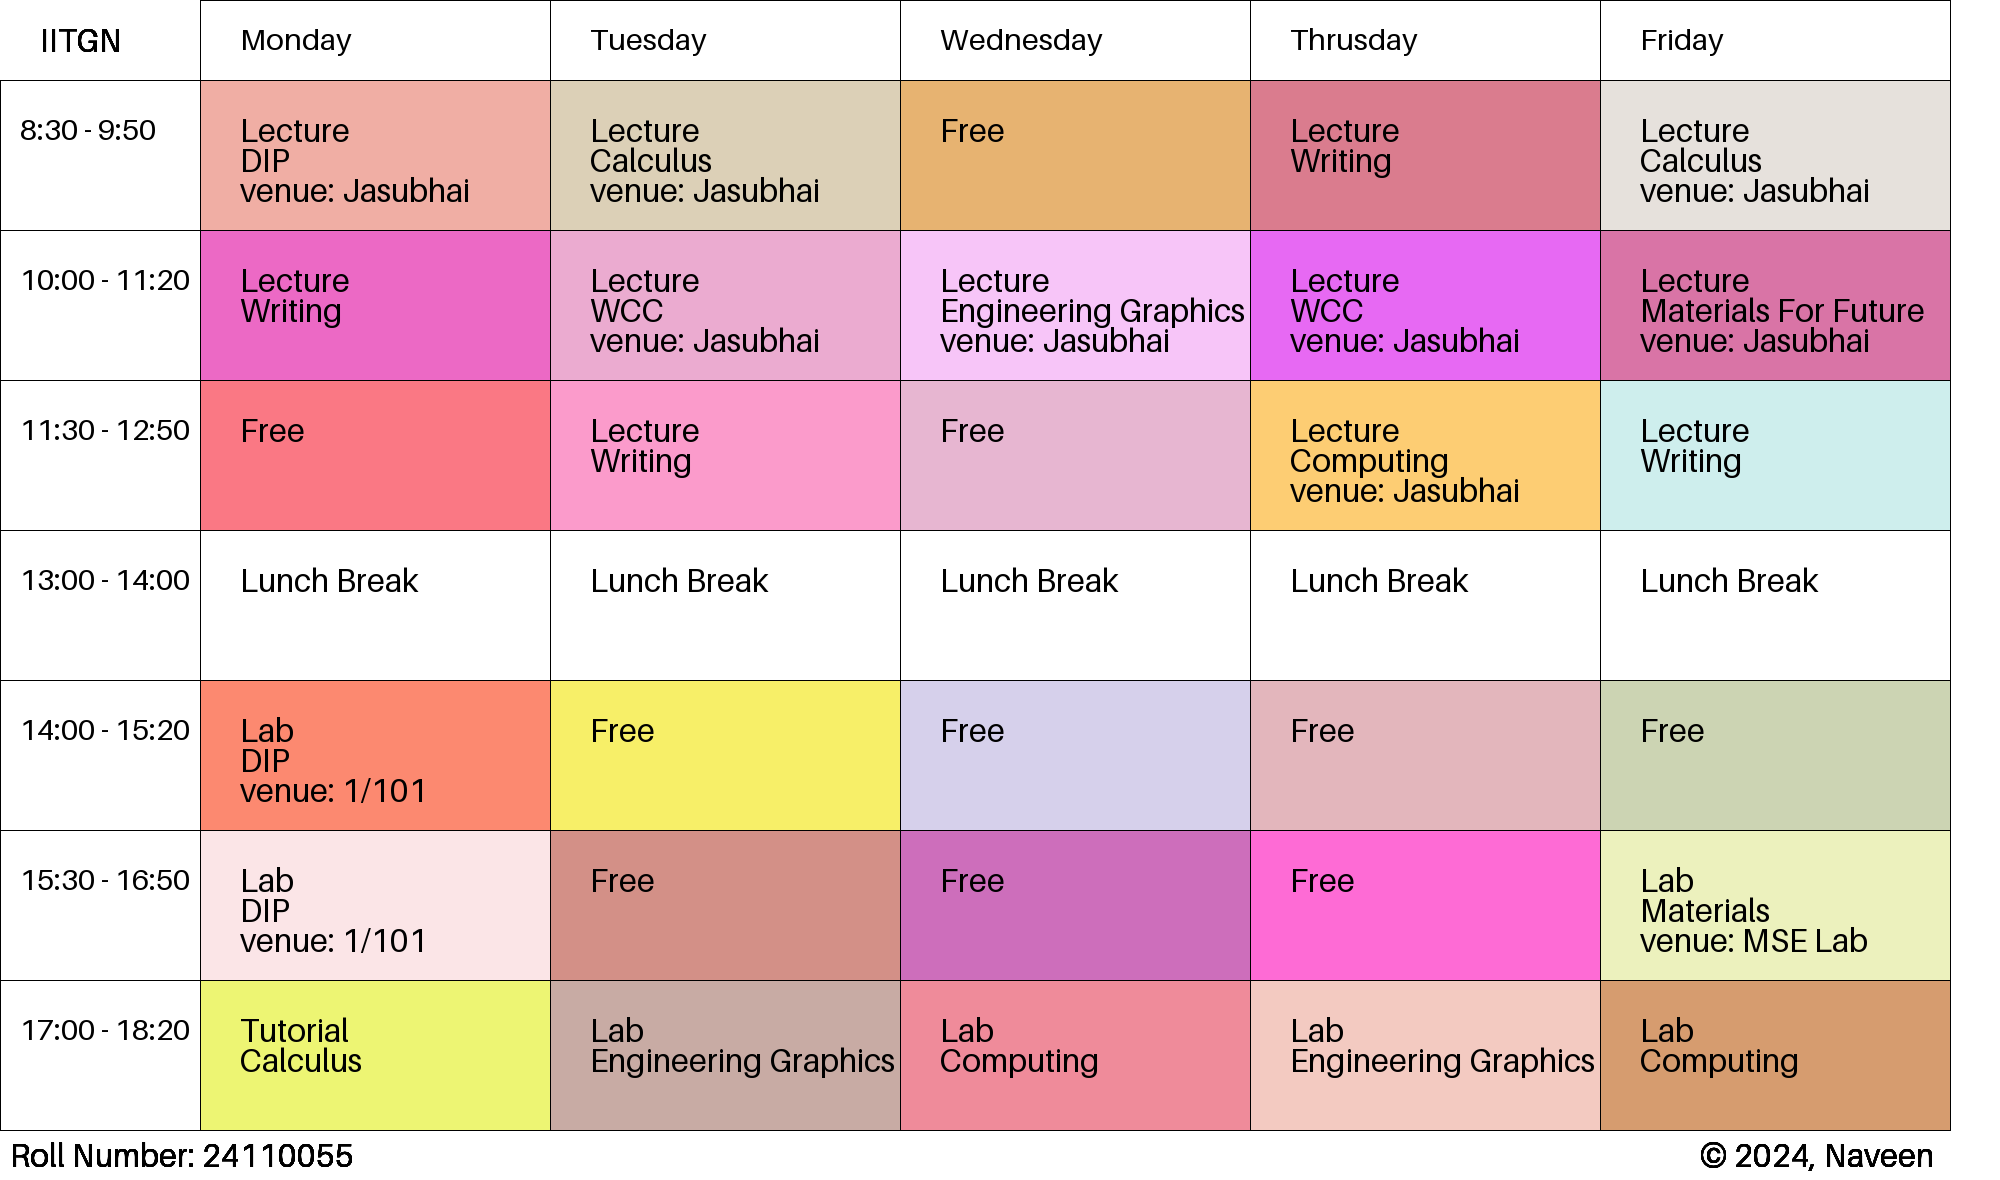 IITGN
Monday
Tuesday
Wednesday
Thrusday
Friday
8:30 - 9:50
Lecture
DIP
venue: Jasubhai
Lecture
Calculus
venue: Jasubhai
Free
Lecture
Writing
Lecture
Calculus
venue: Jasubhai
10:00 - 11:20
Lecture
Writing
Lecture
WCC
venue: Jasubhai
Lecture
Engineering Graphics
venue: Jasubhai
Lecture
WCC
venue: Jasubhai
Lecture
Materials For Future
venue: Jasubhai
11:30 - 12:50
Free
Lecture
Writing
Free
Lecture
Computing
venue: Jasubhai
Lecture
Writing
13:00 - 14:00
Lunch Break
Lunch Break
Lunch Break
Lunch Break
Lunch Break
14:00 - 15:20
Lab
DIP
venue: 1/101
Free
Free
Free
Free
15:30 - 16:50
Lab
DIP
venue: 1/101
Free
Free
Free
Lab
Materials
venue: MSE Lab
17:00 - 18:20
Tutorial
Calculus
Lab
Engineering Graphics
Lab
Computing
Lab
Engineering Graphics
Lab
Computing
Roll Number: 24110055
© 2024, Naveen